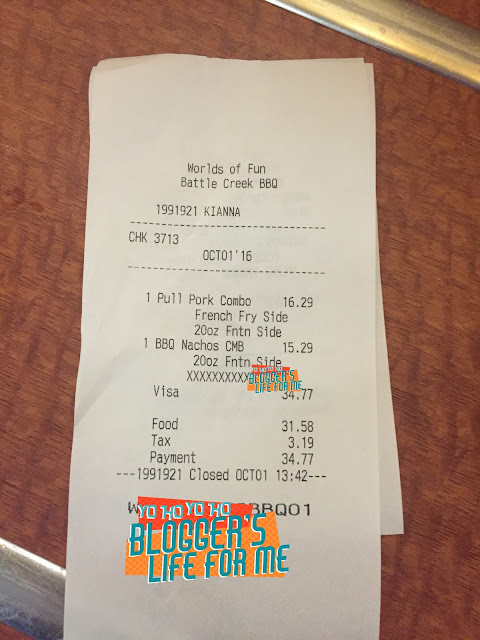 Worlds of Fun
Battle Creek BBQ
1991921 KIANNA
CHK 3713
OCT01'16
1 Pull Pork Combo 16.29
French Fry Side
20oz Fntn Side
1 BBQ Nachos CMB 15.29
20oz Fntn Side
XXXXXXXXXX
YO HO YO HO
BLOGGER'S
LIFE FOR ME
Visa 34.77
Food 31.58
Tax 3.19
Payment 34.77
---1991921 Closed OCT01 13:42---
BBQ01
YO HO YO HO
BLOGGER'S
LIFE FOR ME